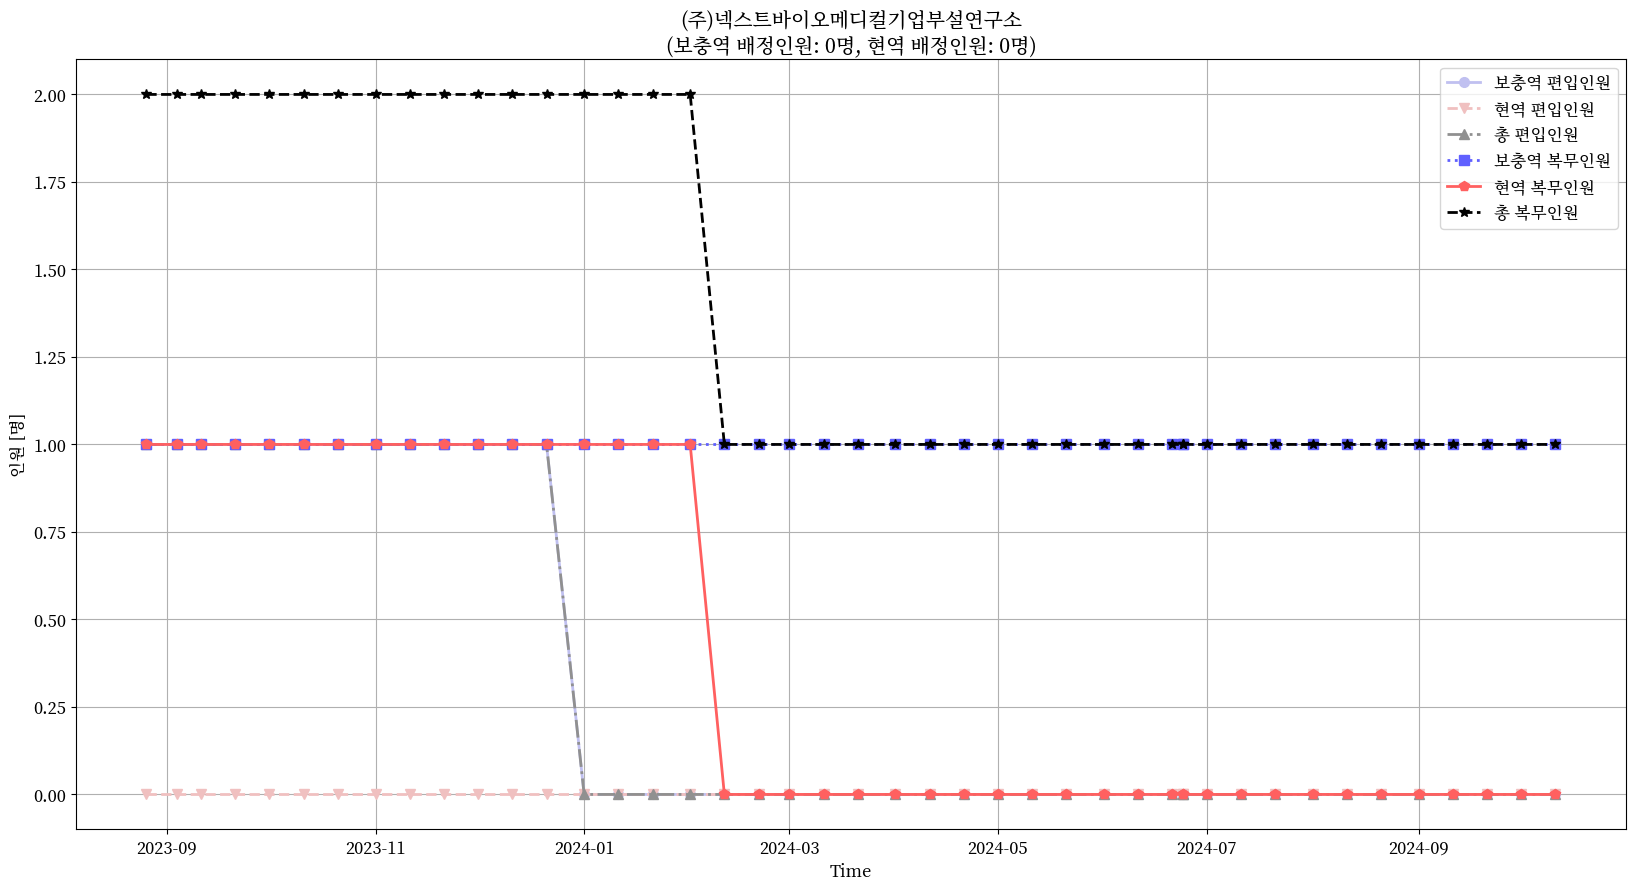 (주)넥스트바이오메디컬기업부설연구소
(보충역 배정인원: 0명, 현역 배정인원: 0명)
보충역 편입인원
현역 편입인원
총 편입인원
보충역 복무인원
현역 복무인원
총 복무인원
2.00
1.75
1.50
1.25
1.00
0.75
0.50
0.25
0.00
인원 [명]
2023-09
2023-11
2024-01
2024-03
2024-05
2024-07
2024-09
Time